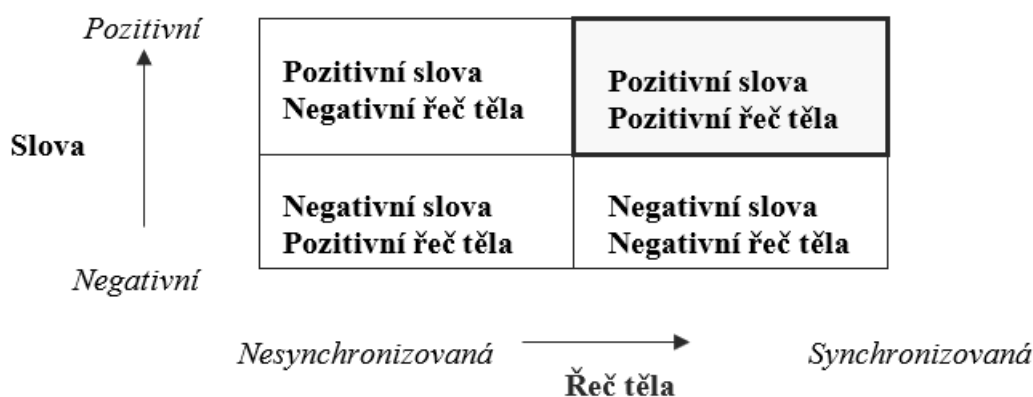 Pozitivní
Pozitivní slova
Negativní řeč těla
Pozitivní slova
Pozitivní řeč těla
Slova
Negativní slova
Pozitivní řeč těla
Negativní slova
Negativní řeč těla
Negativní
Nesynchronizovaná
Synchronizovaná
Řeč těla